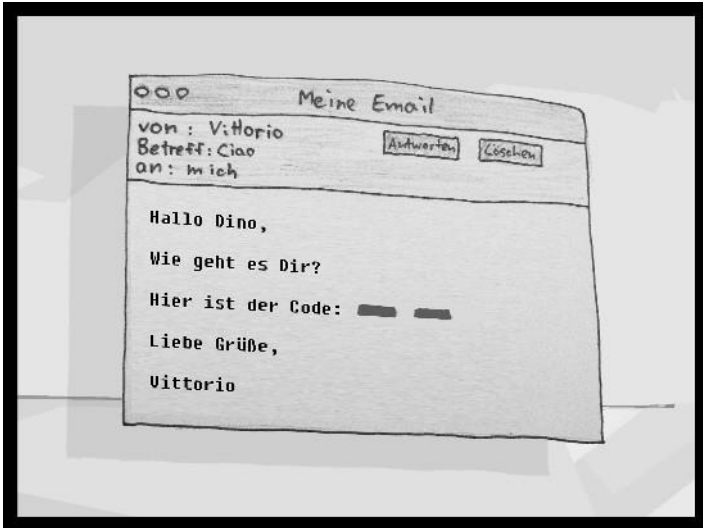 Meine Email
von: Vittorio
Betreff: Ciao
an: mich
Antworten
Löschen
Hallo Dino,
Wie geht es Dir?
Hier ist der Code:
Liebe Grüße,
Vittorio